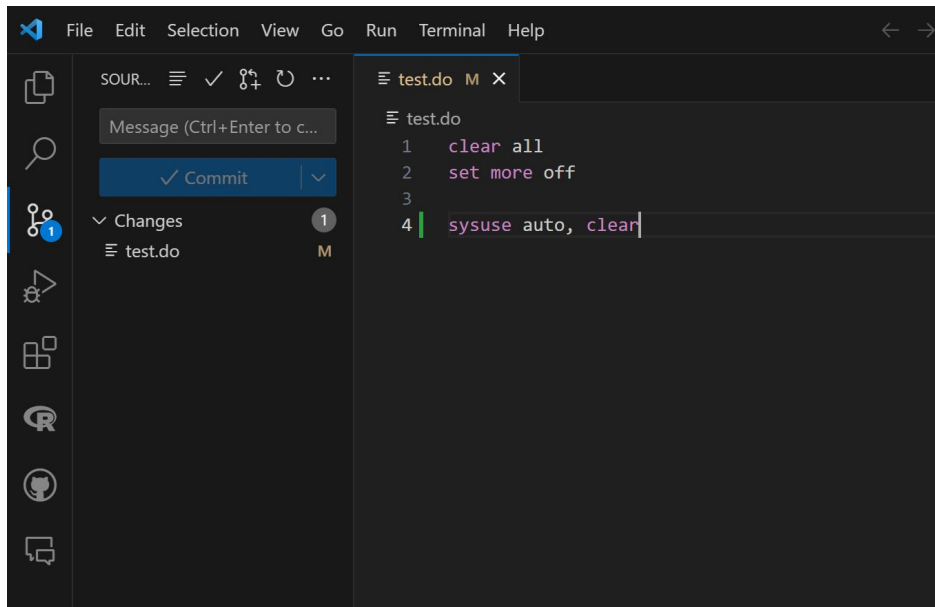 File Edit Selection View Go Run Terminal Help
SOUR...
test.do M
Message (Ctrl+Enter to c...
Commit
Changes 1
test.do M
1
test.do
1 clear all
2 set more off
3
4 sysuse auto, clear
R